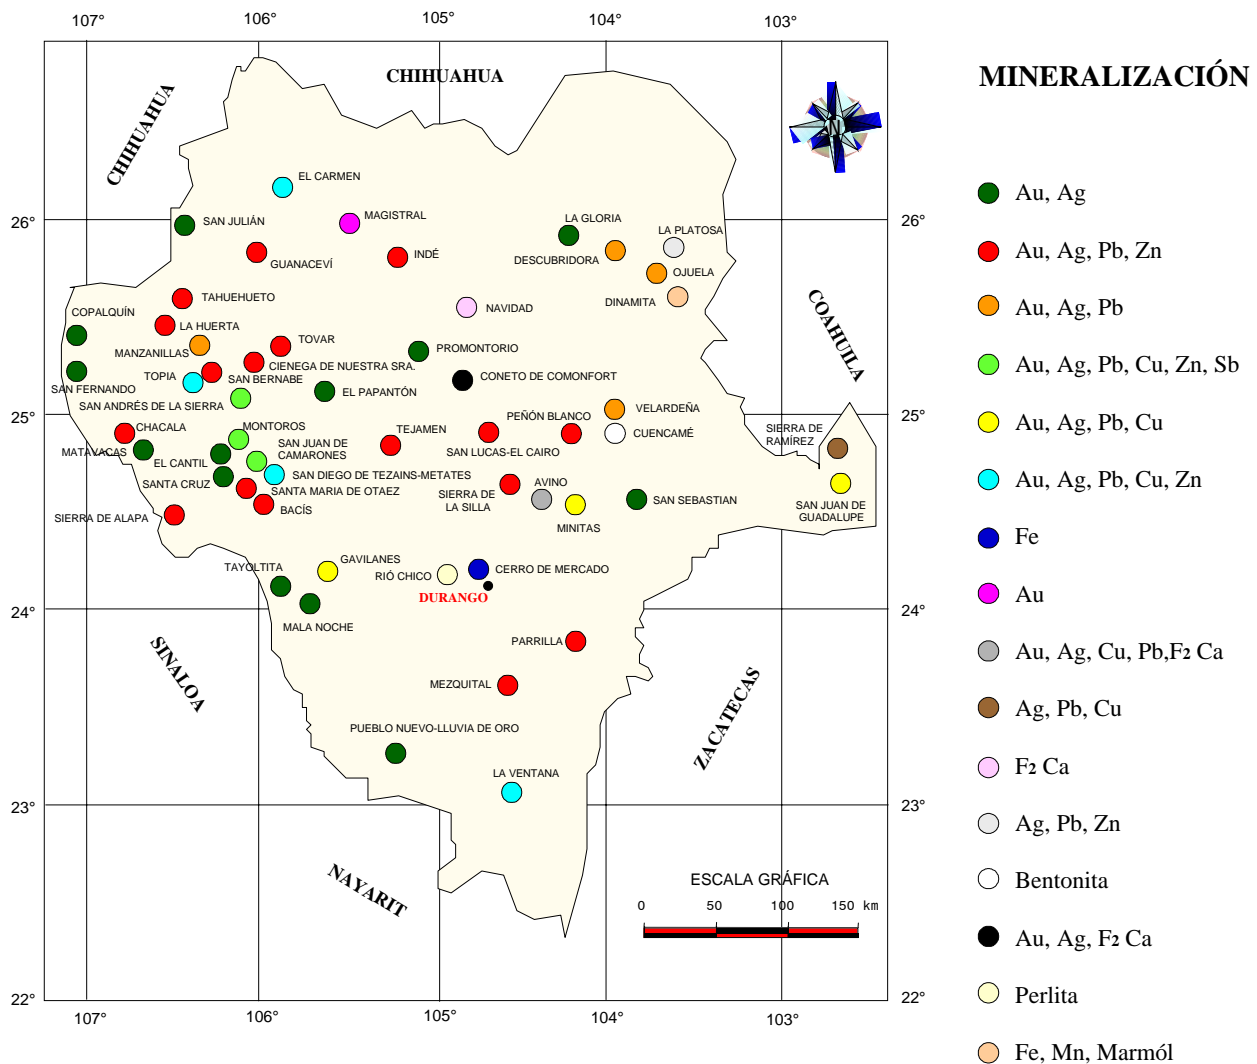 107°
106°
105°
104°
103°
CHIHUAHUA
CHIHUAHUA
MINERALIZACIÓN
N
EL CARMEN
Au, Ag
26°
SAN JULIÁN
MAGISTRAL
LA GLORIA
26°
LA PLATOSA
GUANACEVÍ
INDÉ
DESCUBRIDORA
Au, Ag, Pb, Zn
OJUELA
TAHUEHUETO
DINAMITA
COPALQUÍN
NAVIDAD
COAHUILA
Au, Ag, Pb
LA HUERTA
MANZANILLAS
TOVAR
PROMONTORIO
CIENEGA DE NUESTRA SRA.
TOPIA
SAN BERNABE
CONETO DE COMONFORT
Au, Ag, Pb, Cu, Zn, Sb
SAN FERNANDO
EL PAPANTÓN
SAN ANDRÉS DE LA SIERRA
25°
PEÑÓN BLANCO
VELARDEÑA
25°
CHACALA
MONTOROS
TEJAMEN
CUENCAMÉ
SIERRA DE
RAMÍREZ
Au, Ag, Pb, Cu
MATAVACAS
EL CANTIL
SAN JUAN DE
CAMARONES
SAN LUCAS-EL CAIRO
SANTA CRUZ
SAN DIEGO DE TEZAINS-METATES
AVINO
SANTA MARIA DE OTAEZ
SIERRA DE
LA SILLA
SAN SEBASTIAN
SAN JUAN DE
GUADALUPE
Au, Ag, Pb, Cu, Zn
BACÍS
SIERRA DE ALAPA
MINITAS
Fe
GAVILANES
TAYOLTITA
RIÓ CHICO
CERRO DE MERCADO
DURANGO
Au
24°
24°
MALA NOCHE
PARRILLA
SINALOA
Au, Ag, Cu, Pb,F2 Ca
MEZQUITAL
ZACATECAS
Ag, Pb, Cu
PUEBLO NUEVO-LLUVIA DE ORO
LA VENTANA
F2 Ca
23°
23°
Ag, Pb, Zn
NAYARIT
ESCALA GRÁFICA
Bentonita
0 50 100 150 km
Au, Ag, F2 Ca
22°
22°
Perlita
107°
106°
105°
104°
103°
Fe, Mn, Marmól